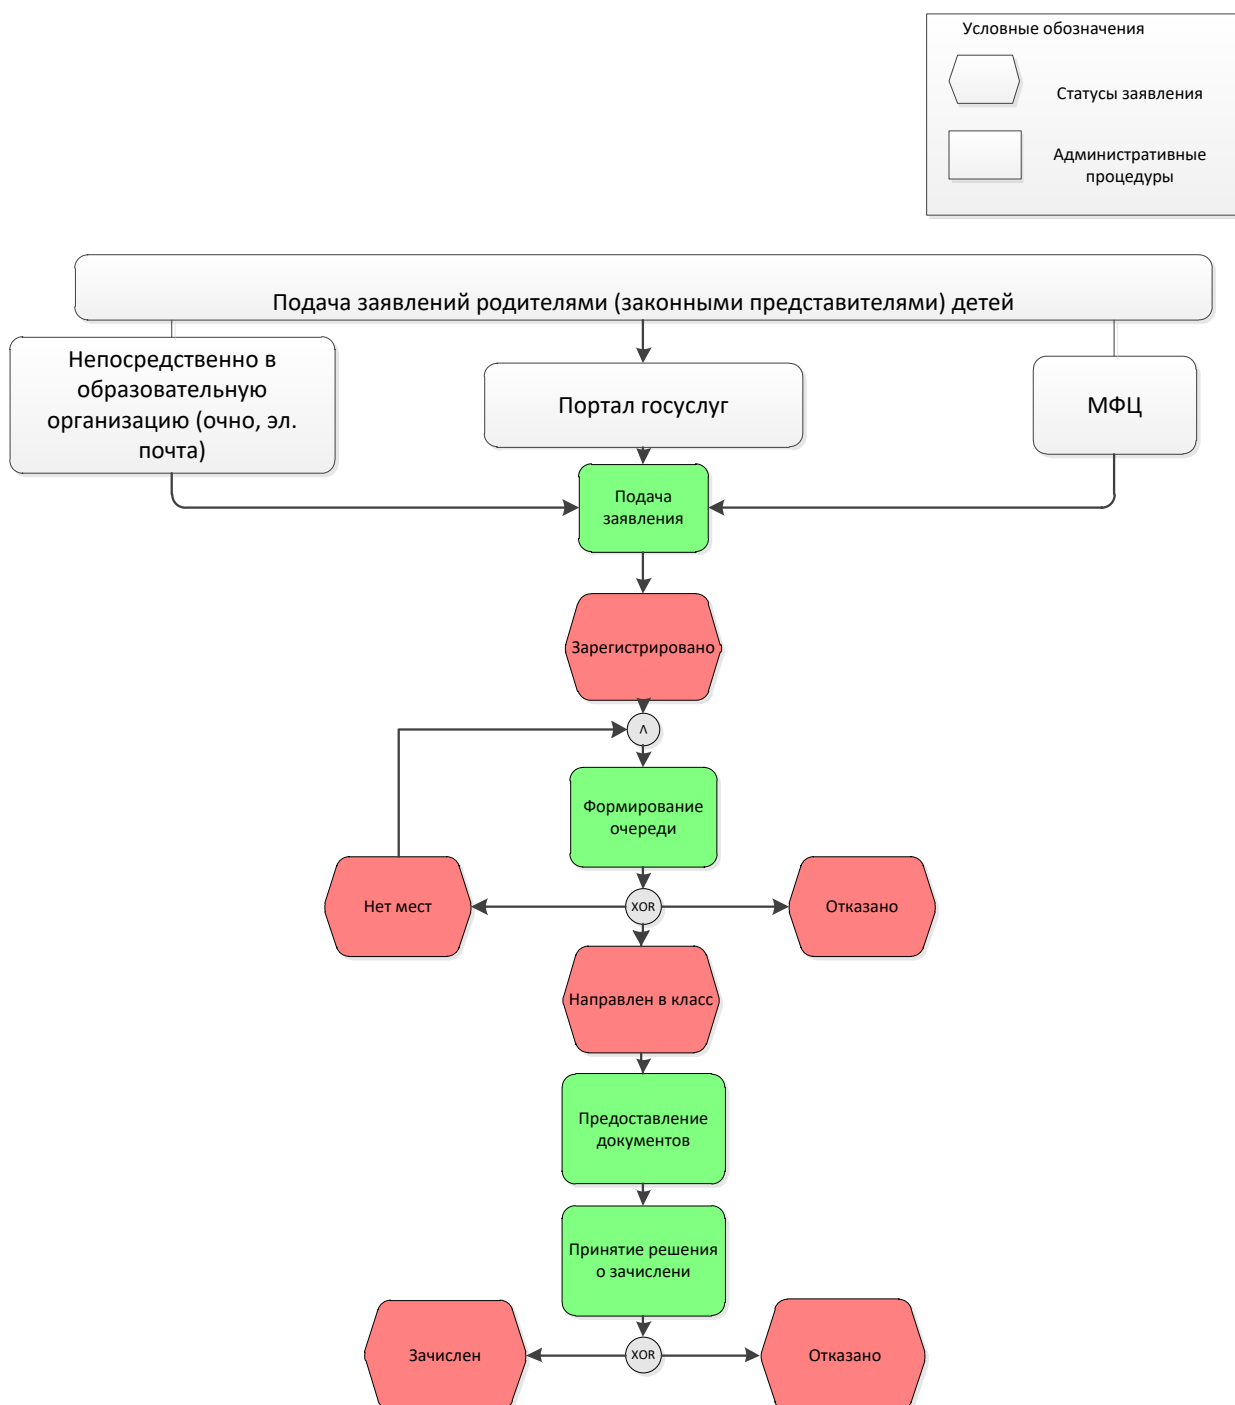 Условные обозначения
Статусы заявления
Административные
процедуры
Подача заявлений родителями (законными представителями) детей
Непосредственно в
образовательную
организацию (очно, эл.
почта)
Портал госуслуг
МФЦ
Подача
заявления
Зарегистрировано
Λ
Формирование
очереди
Нет мест
XOR
Отказано
Направлен в класс
Предоставление
документов
Принятие решения
о зачислени
Зачислен
XOR
Отказано